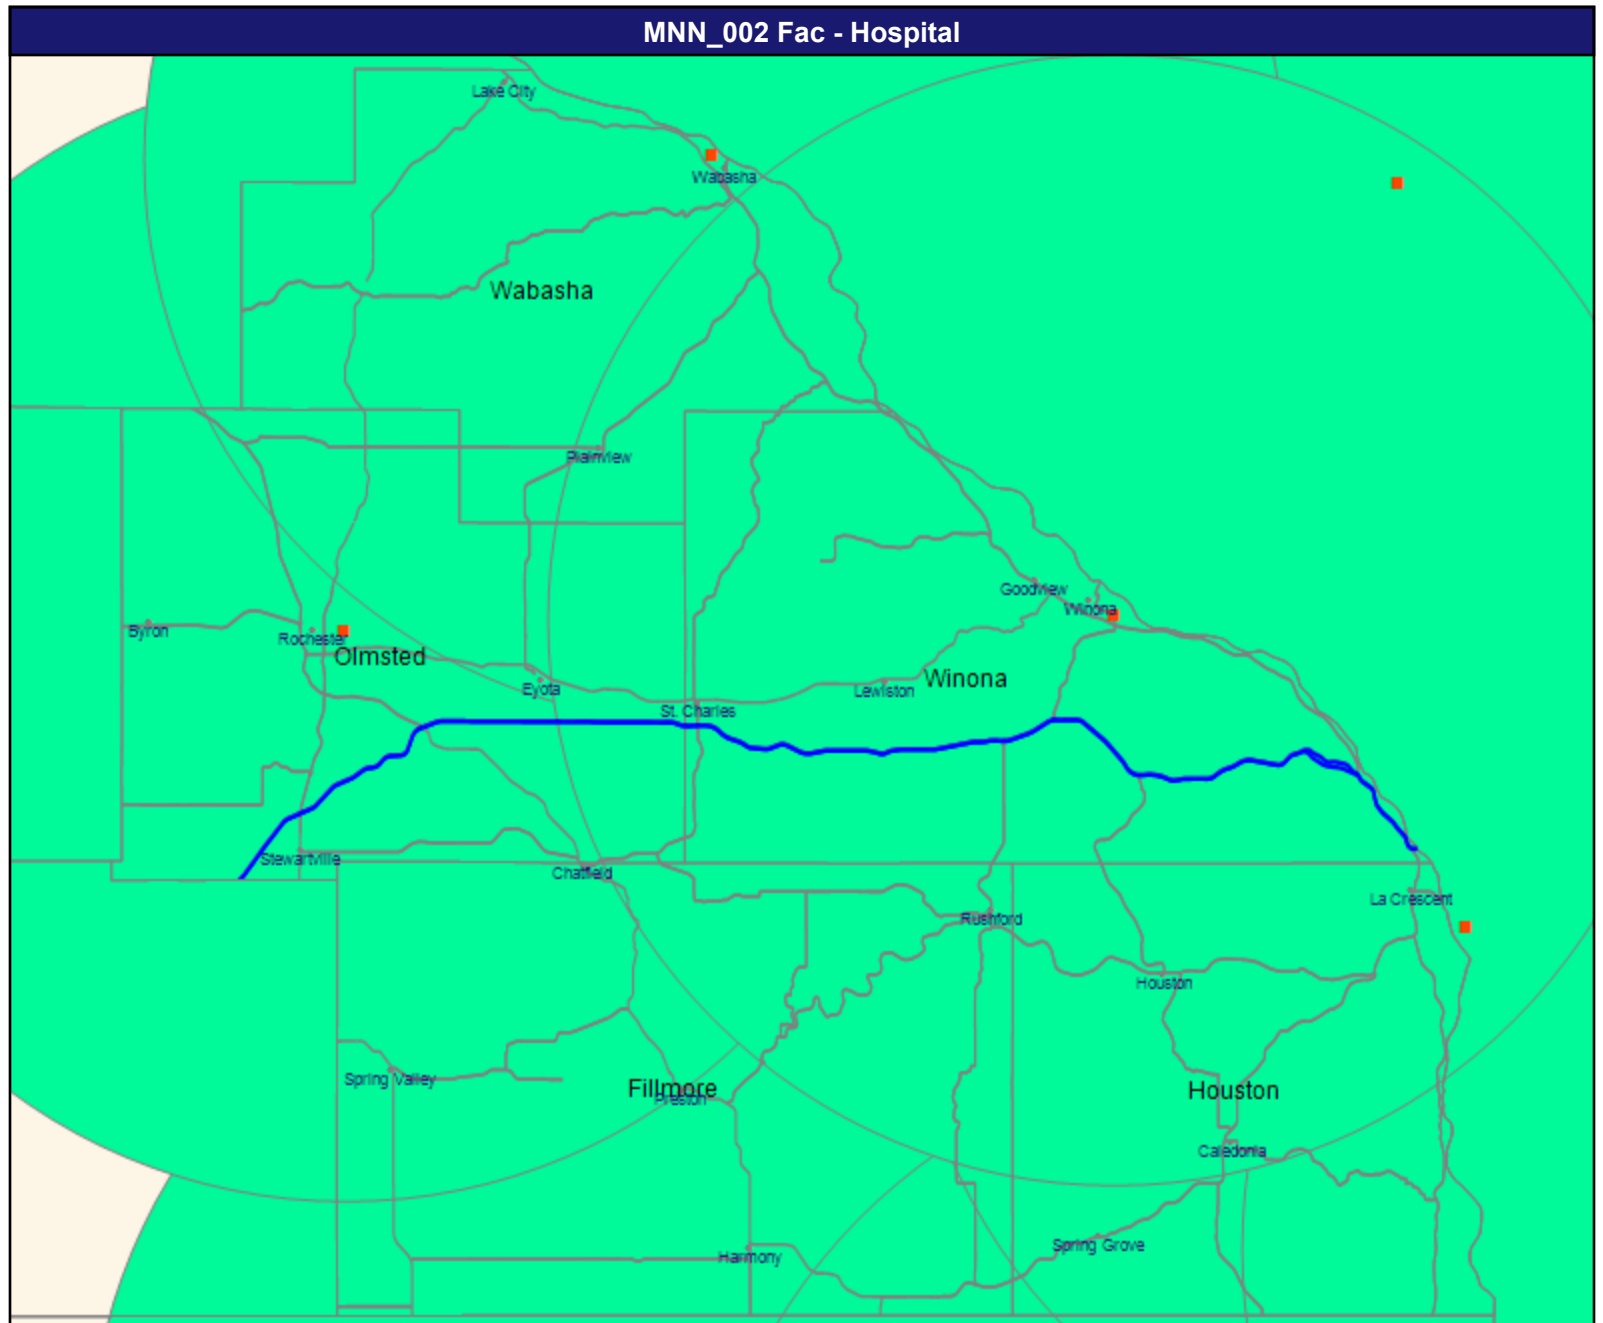 MNN_002 Fac - Hospital
Lake City
Wabasha
Wabasha
Plainview
Goodview
Winona
Byron
Rochester
Olmsted
Eyota
Lewiston
Winona
St. Charles
Stewartville
Chatfield
La Crescent
Rushford
Houston
Spring Valley
Fillmore
Preston
Houston
Caledonia
Spring Grove
Harmony